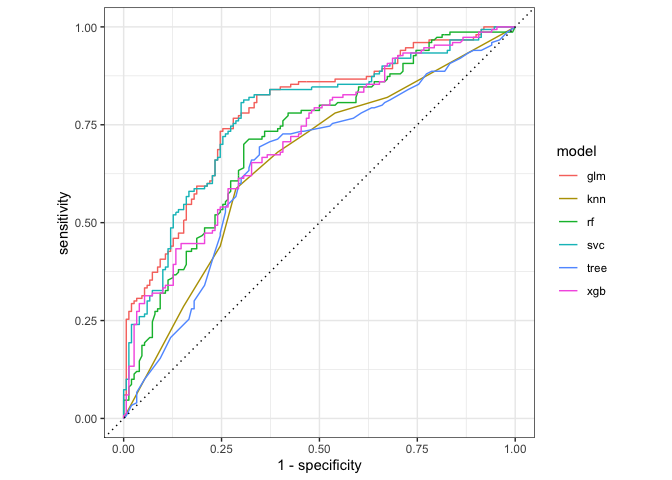 1.00
0.75
0.50
0.25
0.00
sensitivity
0.00 0.25 0.50 0.75 1.00
1 - specificity
model
glm
knn
rf
svc
tree
xgb